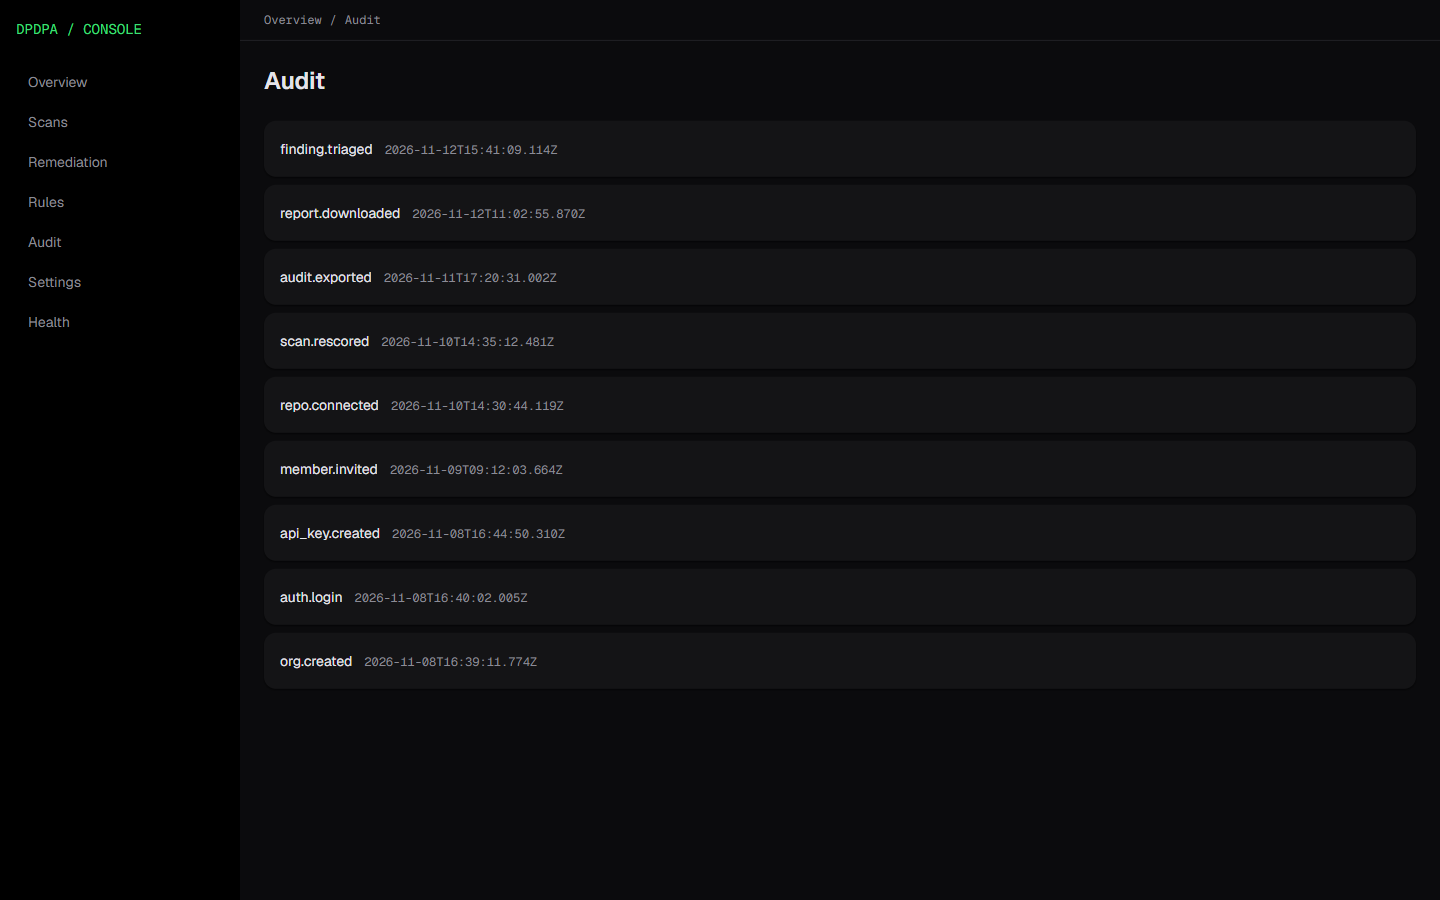 DPDPA / CONSOLE
Overview
Scans
Remediation
Rules
Audit
Settings
Health
Overview / Audit
Audit
finding.triaged 2026-11-12T15:41:09.114Z
report.downloaded 2026-11-12T11:02:55.870Z
audit.exported 2026-11-11T17:20:31.002Z
scan.rescored 2026-11-10T14:35:12.481Z
repo.connected 2026-11-10T14:30:44.119Z
member.invited 2026-11-09T09:12:03.664Z
api_key.created 2026-11-08T16:44:50.310Z
auth.login 2026-11-08T16:40:02.005Z
org.created 2026-11-08T16:39:11.774Z